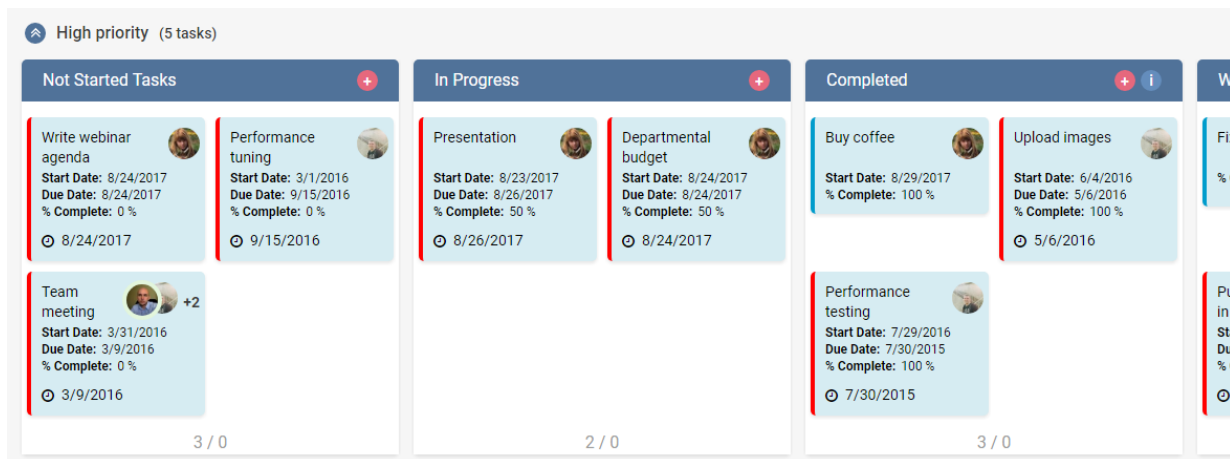 High priority (5 tasks)
Not Started Tasks
Write webinar
agenda
Start Date: 8/24/2017
Due Date: 8/24/2017
% Complete: 0 %
8/24/2017
Performance
tuning
Start Date: 3/1/2016
Due Date: 9/15/2016
% Complete: 0 %
9/15/2016
Team
meeting
+2
Start Date: 3/31/2016
Due Date: 3/9/2016
% Complete: 0 %
3/9/2016
3 / 0
In Progress
Presentation
Start Date: 8/23/2017
Due Date: 8/26/2017
% Complete: 50 %
8/26/2017
Departmental
budget
Start Date: 8/24/2017
Due Date: 8/24/2017
% Complete: 50 %
8/24/2017
2 / 0
Completed
Buy coffee
Start Date: 8/29/2017
% Complete: 100 %
Upload images
Start Date: 6/4/2016
Due Date: 5/6/2016
% Complete: 100 %
5/6/2016
Performance
testing
Start Date: 7/29/2016
Due Date: 7/30/2015
% Complete: 100 %
7/30/2015
3 / 0